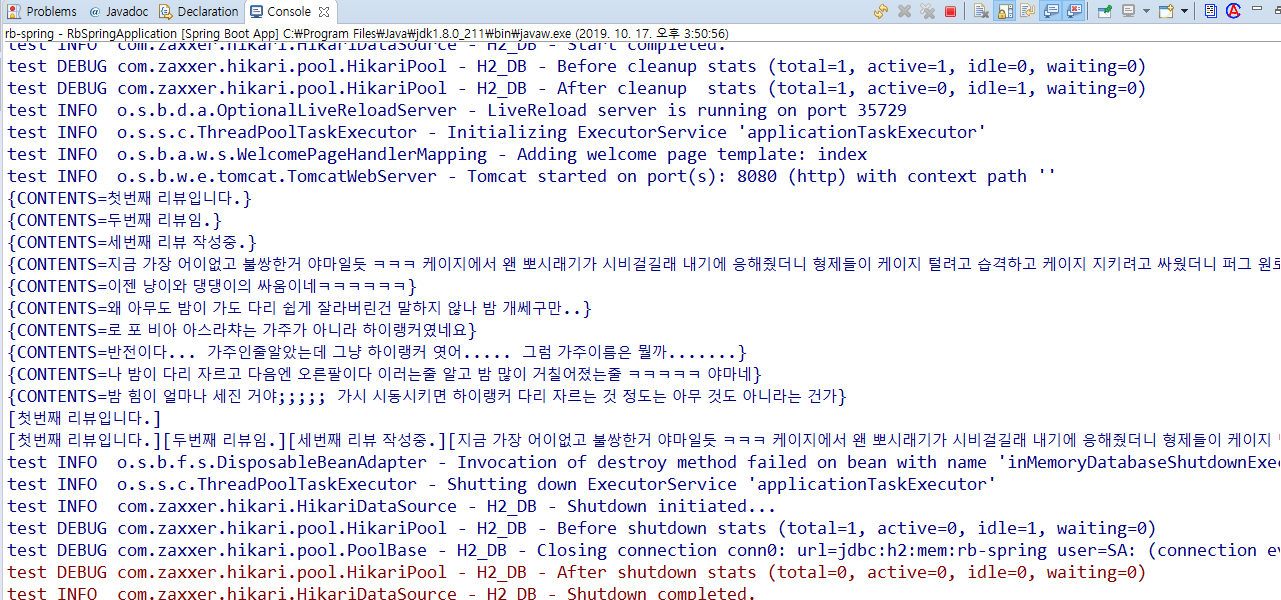 Problems @ Javadoc Declaration Console
rb-spring - RbSpringApplication [Spring Boot App] C:\Program Files\Java\jdk1.8.0_211\bin\javaw.exe (2019. 10. 17. 오후 3:50:56)
test INFO  com.zaxxer.hikari.HikariDataSource - H2_DB - Start completed.
test DEBUG com.zaxxer.hikari.pool.HikariPool - H2_DB - Before cleanup stats (total=1, active=1, idle=0, waiting=0)
test DEBUG com.zaxxer.hikari.pool.HikariPool - H2_DB - After cleanup  stats (total=1, active=0, idle=1, waiting=0)
test INFO  o.s.b.d.a.OptionalLiveReloadServer - LiveReload server is running on port 35729
test INFO  o.s.s.c.ThreadPoolTaskExecutor - Initializing ExecutorService 'applicationTaskExecutor'
test INFO  o.s.b.a.w.s.WelcomePageHandlerMapping - Adding welcome page template: index
test INFO  o.s.b.w.e.tomcat.TomcatWebServer - Tomcat started on port(s): 8080 (http) with context path ''
{CONTENTS=첫번째 리뷰입니다.}
{CONTENTS=두번째 리뷰임.}
{CONTENTS=세번째 리뷰 작성중.}
{CONTENTS=지금 가장 어이없고 불쌍한거 야마일듯 ㅋㅋㅋ 케이지에서 왠 뽀시래기가 시비걸길래 내기에 응해줬더니 형제들이 케이지 털려고 습격하고 케이지 지키려고 싸웠더니 퍼그 원로
{CONTENTS=이젠 냥이와 댕댕이의 싸움이네ㅋㅋㅋㅋㅋㅋ}
{CONTENTS=왜 아무도 밤이 가도 다리 쉽게 잘라버린건 말하지 않나 밤 개쎄구만..}
{CONTENTS=로 포 비아 아스라챠는 가주가 아니라 하이랭커였네요}
{CONTENTS=반전이다... 가주인줄알았는데 그냥 하이랭커 엿어..... 그럼 가주이름은 뭘까.......}
{CONTENTS=나 밤이 다리 자르고 다음엔 오른팔이다 이러는줄 알고 밤 많이 거칠어졌는줄 ㅋㅋㅋㅋㅋ 야마네}
{CONTENTS=밤 힘이 얼마나 세진 거야;;;;; 가시 시동시키면 하이랭커 다리 자르는 것 정도는 아무 것도 아니라는 건가}
[첫번째 리뷰입니다.]
[첫번째 리뷰입니다.][두번째 리뷰임.][세번째 리뷰 작성중.][지금 가장 어이없고 불쌍한거 야마일듯 ㅋㅋㅋ 케이지에서 왠 뽀시래기가 시비걸길래 내기에 응해줬더니 형제들이 케이지
test INFO  o.s.b.f.s.DisposableBeanAdapter - Invocation of destroy method failed on bean with name 'inMemoryDatabaseShutdownExec
test INFO  o.s.s.c.ThreadPoolTaskExecutor - Shutting down ExecutorService 'applicationTaskExecutor'
test INFO  com.zaxxer.hikari.HikariDataSource - H2_DB - Shutdown initiated...
test DEBUG com.zaxxer.hikari.pool.HikariPool - H2_DB - Before shutdown stats (total=1, active=0, idle=1, waiting=0)
test DEBUG com.zaxxer.hikari.pool.PoolBase - H2_DB - Closing connection conn0: url=jdbc:h2:mem:rb-spring user=SA: (connection ev
test DEBUG com.zaxxer.hikari.pool.HikariPool - H2_DB - After shutdown stats (total=0, active=0, idle=0, waiting=0)
test INFO  com.zaxxer.hikari.HikariDataSource - H2_DB - Shutdown completed.